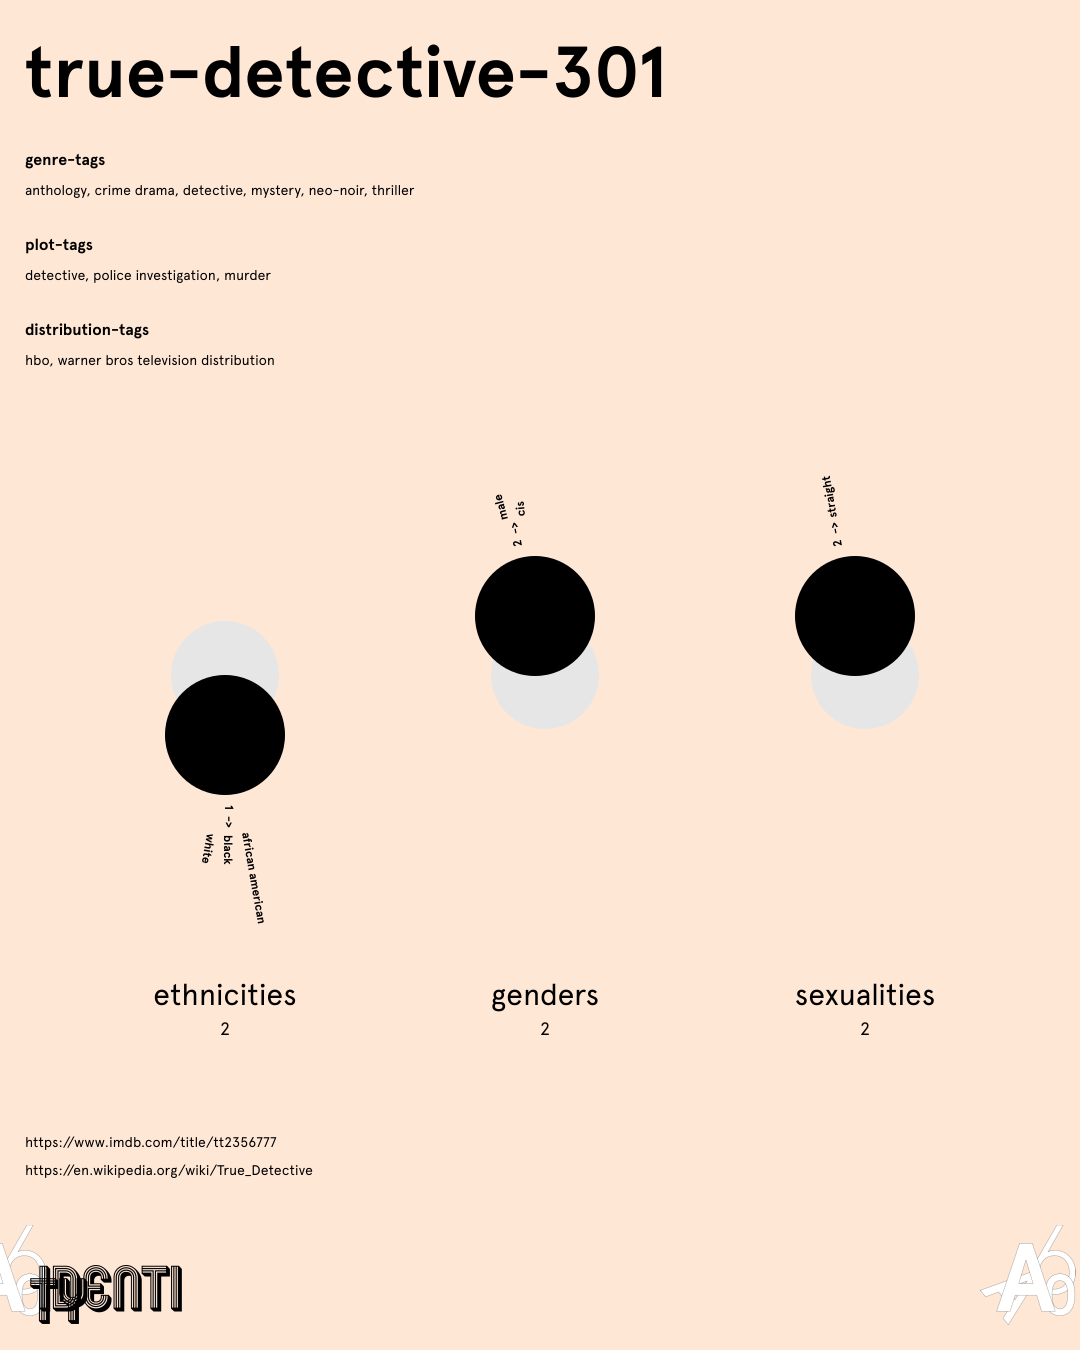 true-detective-301
genre-tags
anthology, crime drama, detective, mystery, neo-noir, thriller
plot-tags
detective, police investigation, murder
distribution-tags
hbo, warner bros television distribution
2 -> male
cis
2 -> straight
1 -> black
white
african american
ethnicities
2
genders
2
sexualities
2
https://www.imdb.com/title/tt2356777
https://en.wikipedia.org/wiki/True_Detective